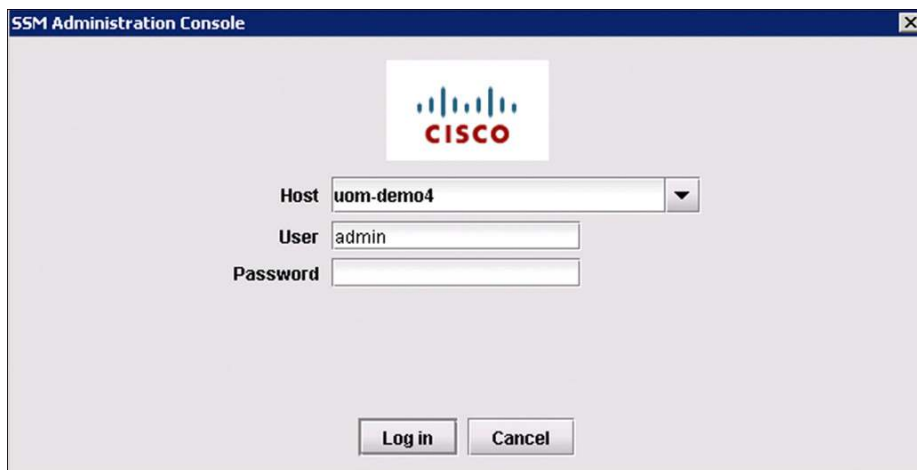 SSM Administration Console
CISCO
Host uom-demo4
User admin
Password
Log in Cancel